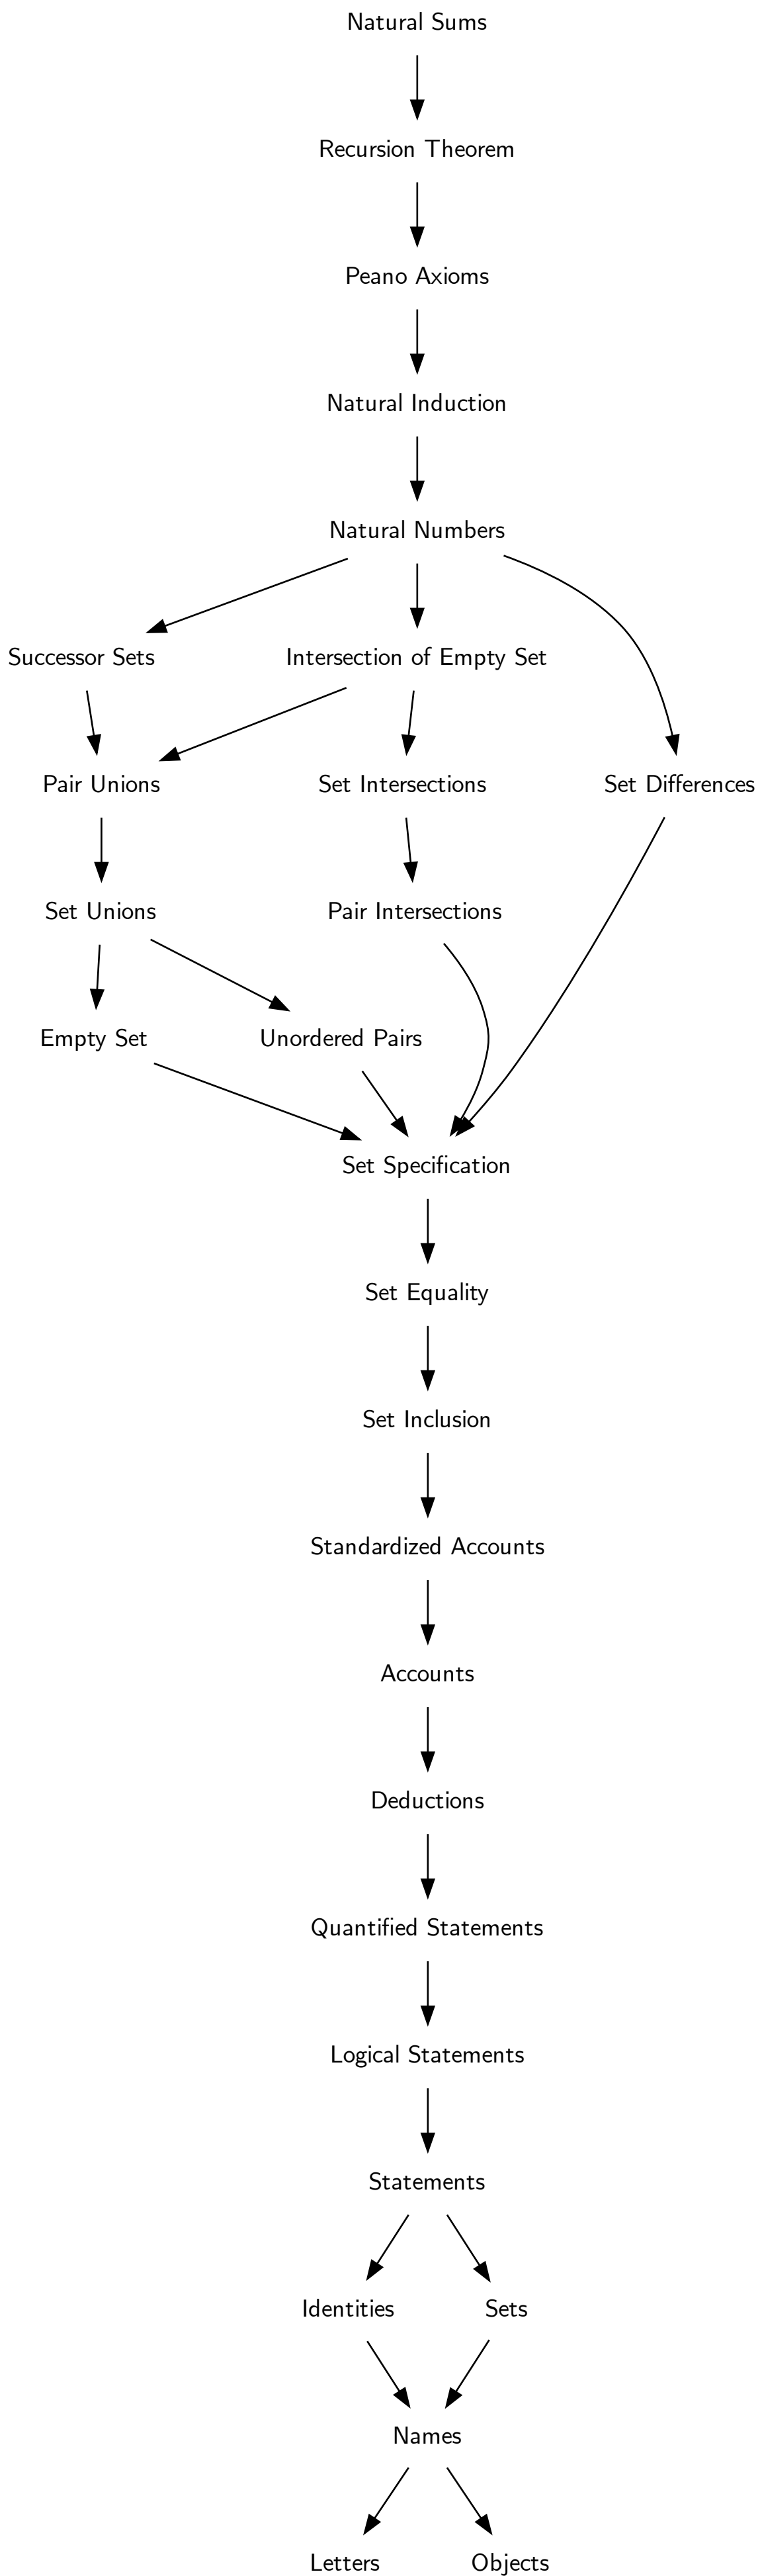 Natural Sums
Recursion Theorem
Peano Axioms
Natural Induction
Natural Numbers
Successor Sets
Intersection of Empty Set
Pair Unions
Set Intersections
Set Differences
Set Unions
Pair Intersections
Empty Set
Unordered Pairs
Set Specification
Set Equality
Set Inclusion
Standardized Accounts
Accounts
Deductions
Quantified Statements
Logical Statements
Statements
Identities
Sets
Names
Letters
Objects